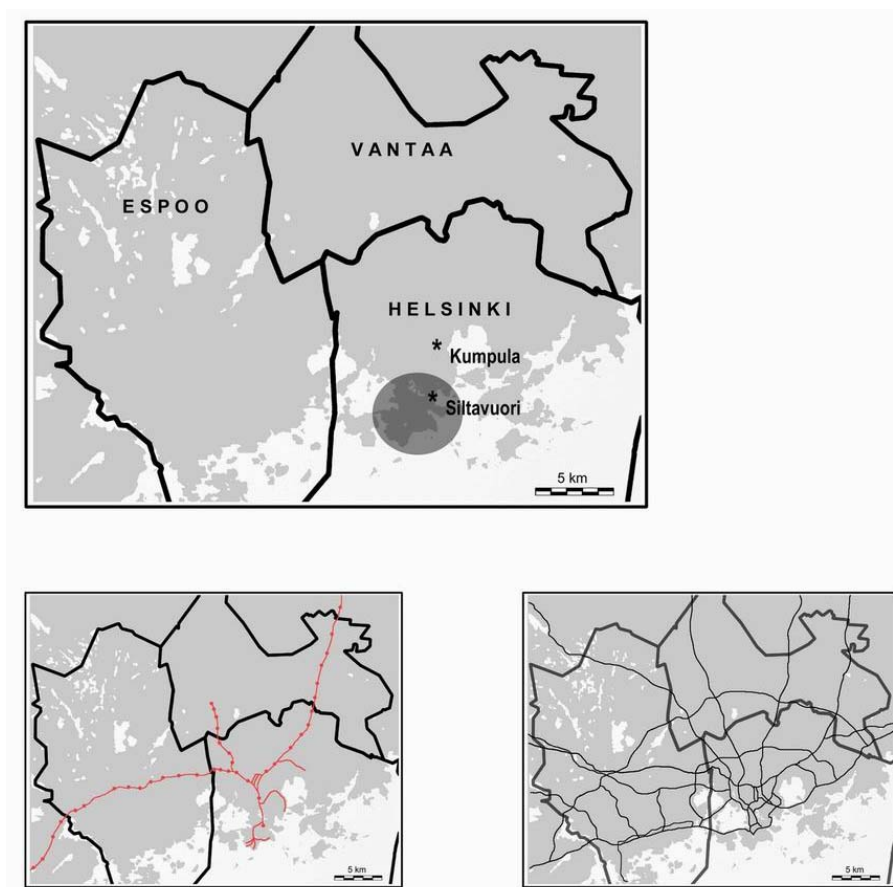 VANTAA
ESPOO
HELSINKI
*
Kumpula
*
Siltavuori
5 km
5 km
5 km